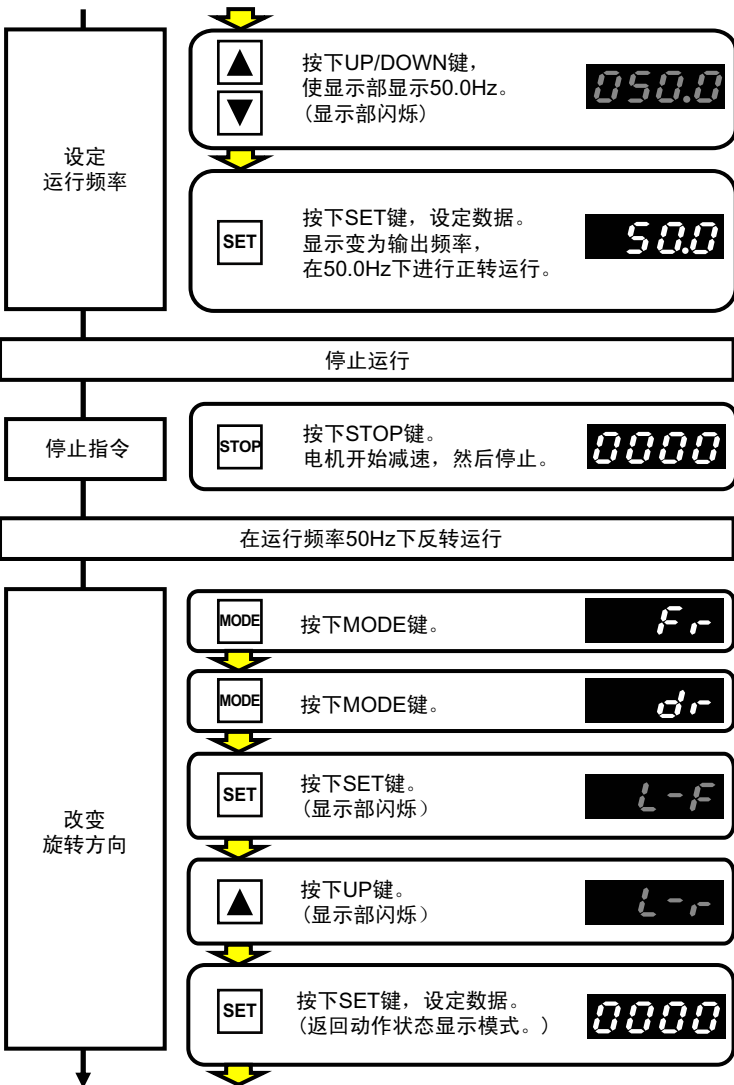 设定
运行频率
按下UP/DOWN键，
使显示部显示50.0Hz。
(显示部闪烁)
050.0
SET
按下SET键，设定数据。
显示变为输出频率，
在50.0Hz下进行正转运行。
50.0
停止运行
停止指令
STOP
按下STOP键。
电机开始减速，然后停止。
0000
在运行频率50Hz下反转运行
改变
旋转方向
MODE
按下MODE键。
Fr
MODE
按下MODE键。
dr
SET
按下SET键。
(显示部闪烁）
L-F
按下UP键。
(显示部闪烁）
L-r
SET
按下SET键，设定数据。
(返回动作状态显示模式。)
0000